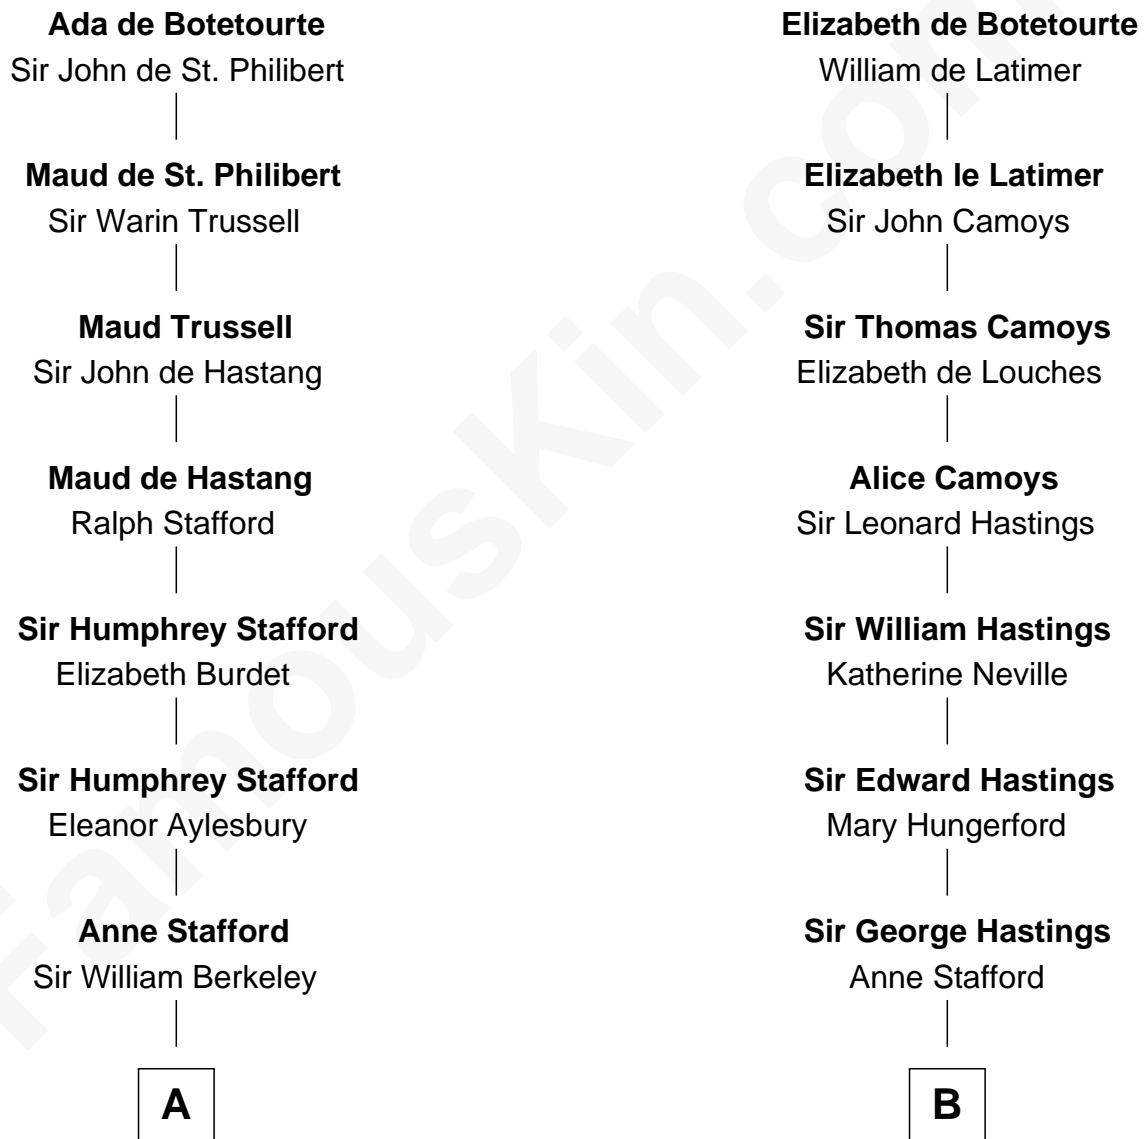 Ada de Botetourte
Sir John de St. Philibert
Maud de St. Philibert
Sir Warin Trussell
Maud Trussell
Sir John de Hastang
Maud de Hastang
Ralph Stafford
Sir Humphrey Stafford
Elizabeth Burdet
Sir Humphrey Stafford
Eleanor Aylesbury
Anne Stafford
Sir William Berkeley
A
Elizabeth de Botetourte
William de Latimer
Elizabeth le Latimer
Sir John Camoys
Sir Thomas Camoys
Elizabeth de Louches
Alice Camoys
Sir Leonard Hastings
Sir William Hastings
Katherine Neville
Sir Edward Hastings
Mary Hungerford
Sir George Hastings
Anne Stafford
B
FamousKin.com